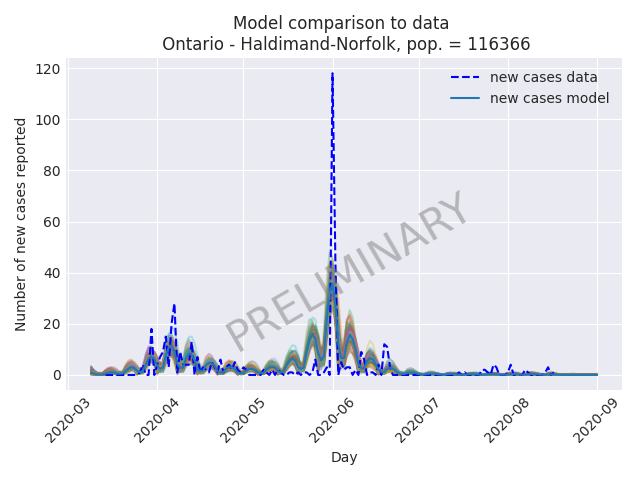 Model comparison to data
Ontario - Haldimand-Norfolk, pop. = 116366
new cases data
new cases model
Number of new cases reported
120
100
80
60
40
20
0
PRELIMINARY
2020-03
2020-04
2020-05
2020-06
2020-07
2020-08
2020-09
Day